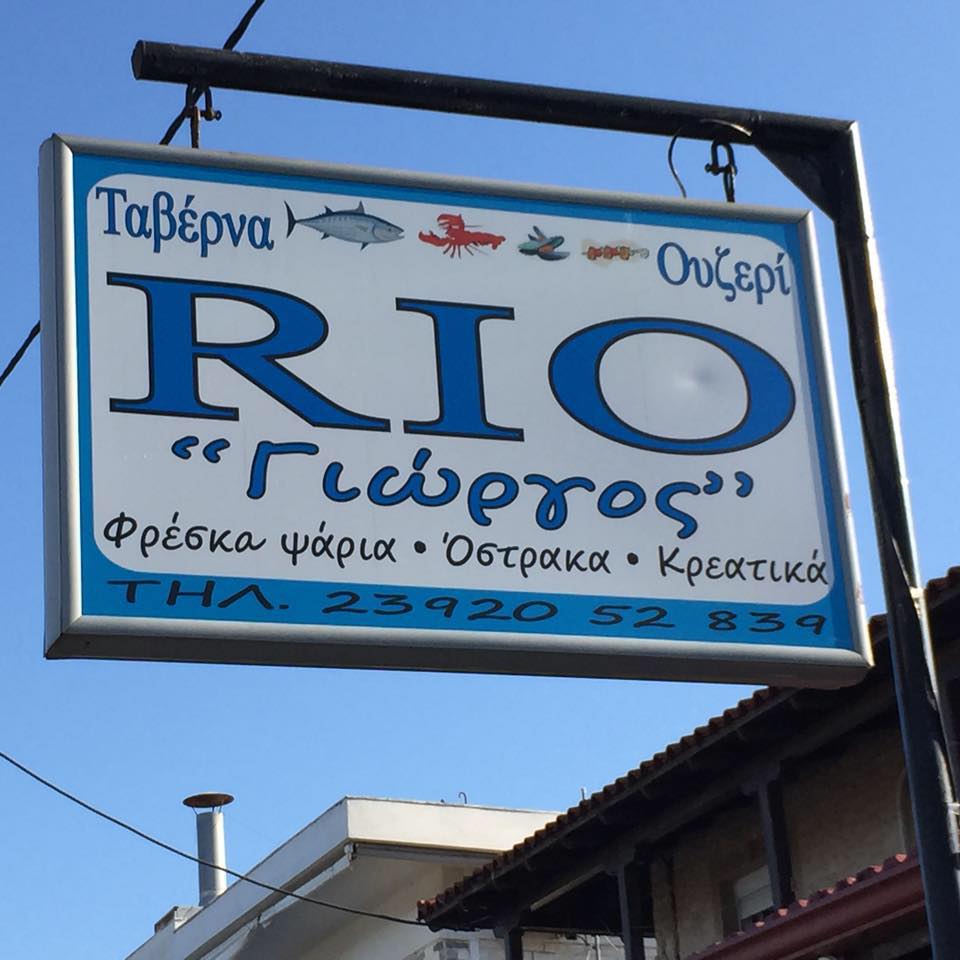 Ταβέρνα Ουζερί
RIO
“Γιώργος”
Φρέσκα ψάρια • Όστρακα • Κρεατικά
ΤΗΛ. 23920 52 839